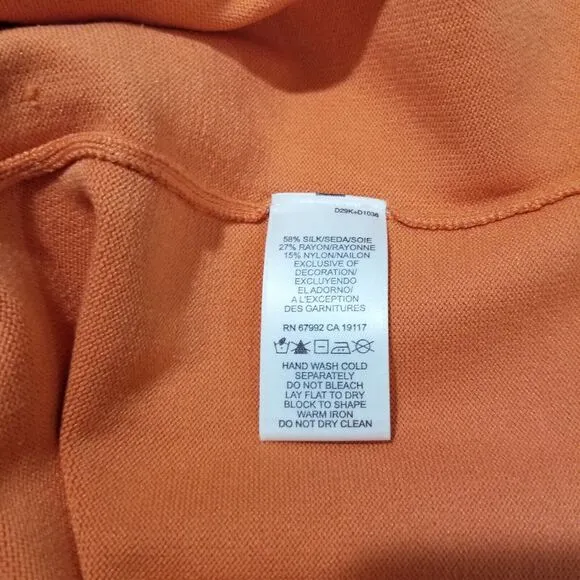 D29K+D1036
58% SILK/SEDA/SOIE
27% RAYON/RAYONNE
15% NYLON/NAILON
EXCLUSIVE OF
DECORATION/
EXCLUYENDO
EL ADORNO/
A L'EXCEPTION
DES GARNITURES
RN 67992 CA 19117
HAND WASH COLD
SEPARATELY
DO NOT BLEACH
LAY FLAT TO DRY
BLOCK TO SHAPE
WARM IRON
DO NOT DRY CLEAN